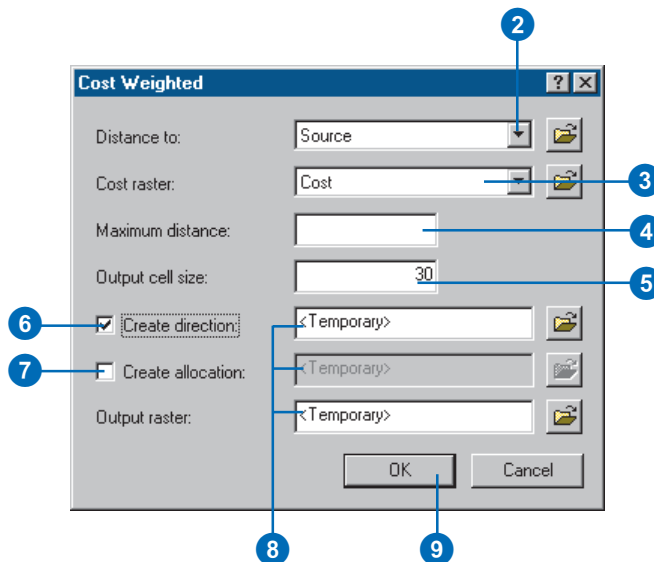 2
Cost Weighted ? ×
Distance to: Source
Cost raster: Cost 3
Maximum distance: 4
Output cell size: 30 5
6 Create direction: <Temporary>
7 Create allocation: <Temporary>
Output raster: <Temporary>
OK Cancel
8 9